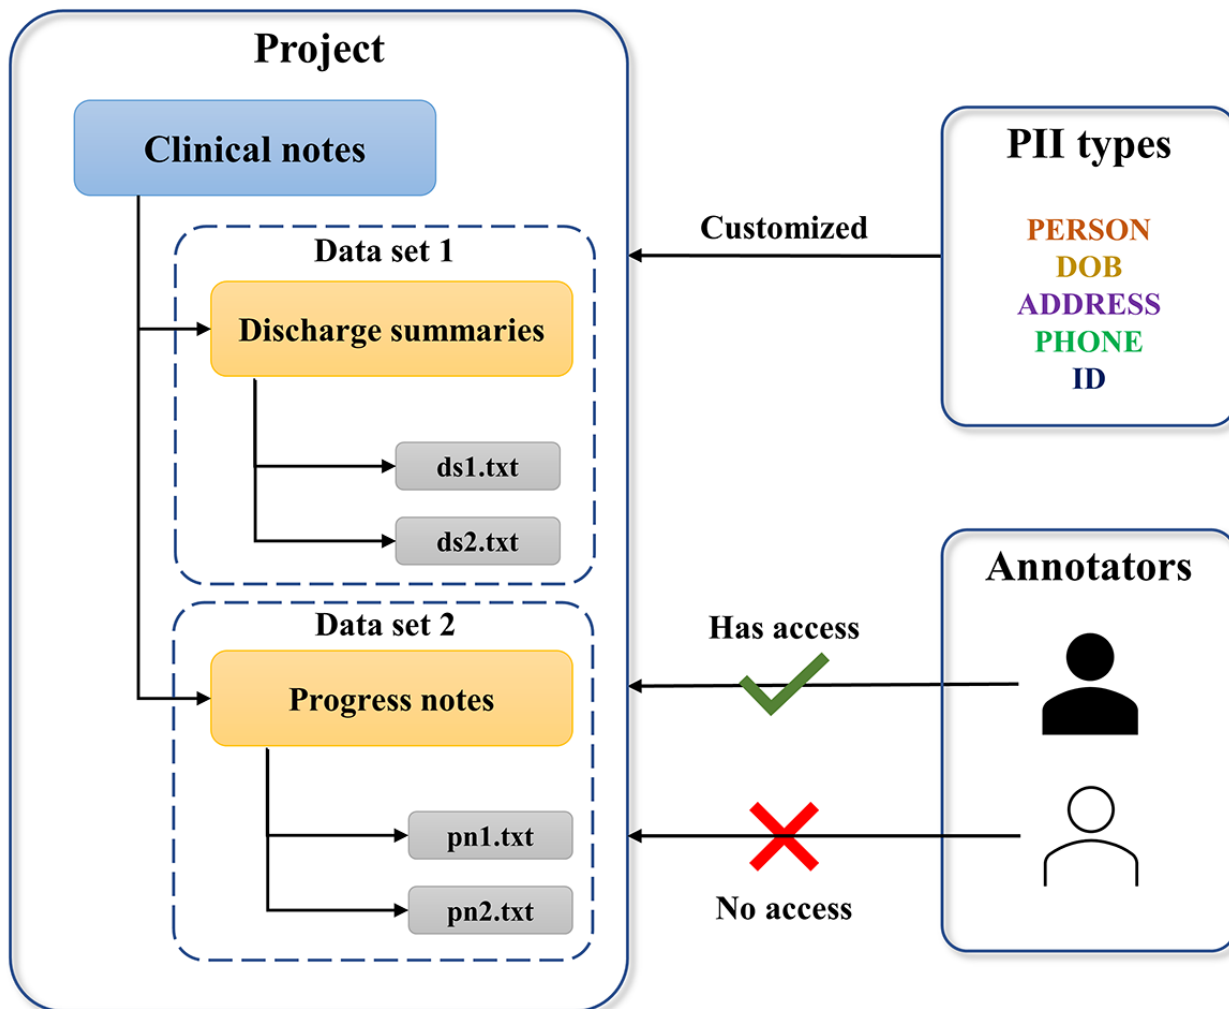 Project
Clinical notes
Data set 1
Discharge summaries
ds1.txt
ds2.txt
Data set 2
Progress notes
pn1.txt
pn2.txt
Customized
PII types
PERSON
DOB
ADDRESS
PHONE
ID
Annotators
Has access
No access